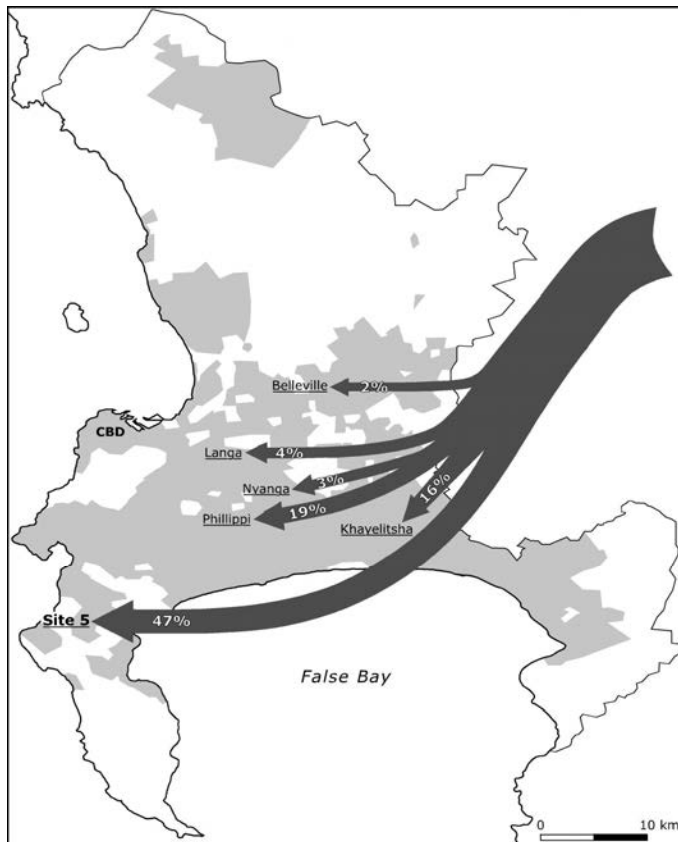 Belleville
2%
CBD
Langa
4%
Nyanga
3%
16%
Phillippi
19%
Khayelitsha
Site 5
47%
False Bay
0
10 km